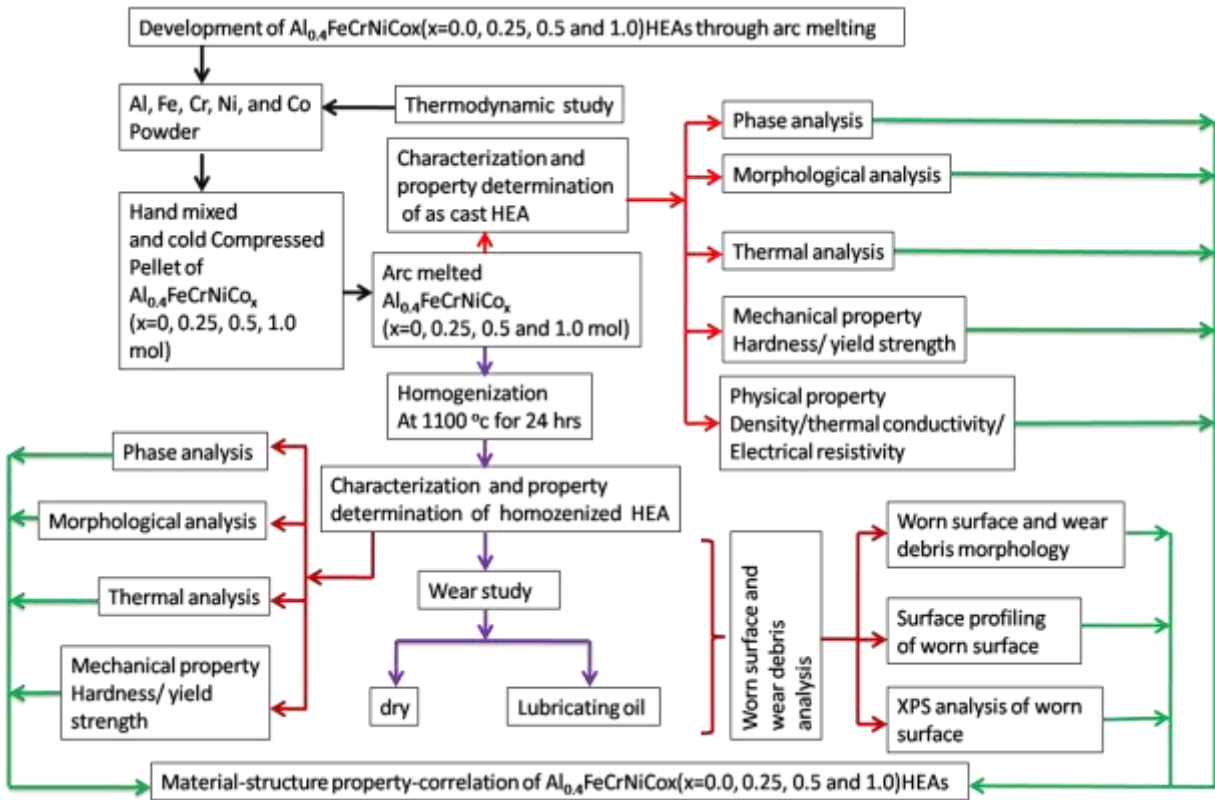 Development of Al0.4FeCrNiCox(x=0.0, 0.25, 0.5 and 1.0)HEAs through arc melting
Al, Fe, Cr, Ni, and Co
Powder
Thermodynamic study
Hand mixed
and cold Compressed
Pellet of
Al0.4FeCrNiCox
(x=0, 0.25, 0.5, 1.0
mol)
Characterization and
property determination
of as cast HEA
Arc melted
Al0.4FeCrNiCox
(x=0, 0.25, 0.5 and 1.0 mol)
Phase analysis
Morphological analysis
Thermal analysis
Mechanical property
Hardness/ yield strength
Physical property
Density/thermal conductivity/
Electrical resistivity
Homogenization
At 1100 °c for 24 hrs
Characterization and property
determination of homozenized HEA
Phase analysis
Morphological analysis
Thermal analysis
Mechanical property
Hardness/ yield
strength
Wear study
dry
Lubricating oil
Worn surface and
wear debris
analysis
Worn surface and wear
debris morphology
Surface profiling
of worn surface
XPS analysis of worn
surface
Material-structure property-correlation of Al0.4FeCrNiCox(x=0.0, 0.25, 0.5 and 1.0)HEAs